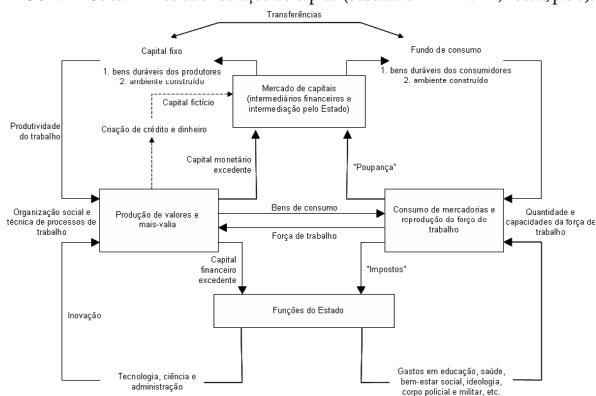 Transferências
Capital fixo
1. bens duráveis dos produtores
2. ambiente construído
Fundo de consumo
1. bens duráveis dos consumidores
2. ambiente construído
Mercado de capitais
(intermediários financeiros e
intermediação pelo Estado)
Capital fictício
Criação de crédito e dinheiro
Produtividade
do trabalho
Capital monetário
excedente
"Poupança"
Organização social e
técnica de processos de
trabalho
Produção de valores e
mais-valia
Bens de consumo
Força de trabalho
Consumo de mercadorias e
reprodução da força de
trabalho
Quantidade e
capacidades da força de
trabalho
Capital
financeiro
excedente
"Impostos"
Inovação
Funções do Estado
Tecnologia, ciência e
administração
Gastos em educação, saúde,
bem-estar social, ideologia,
corpo policial e militar, etc.